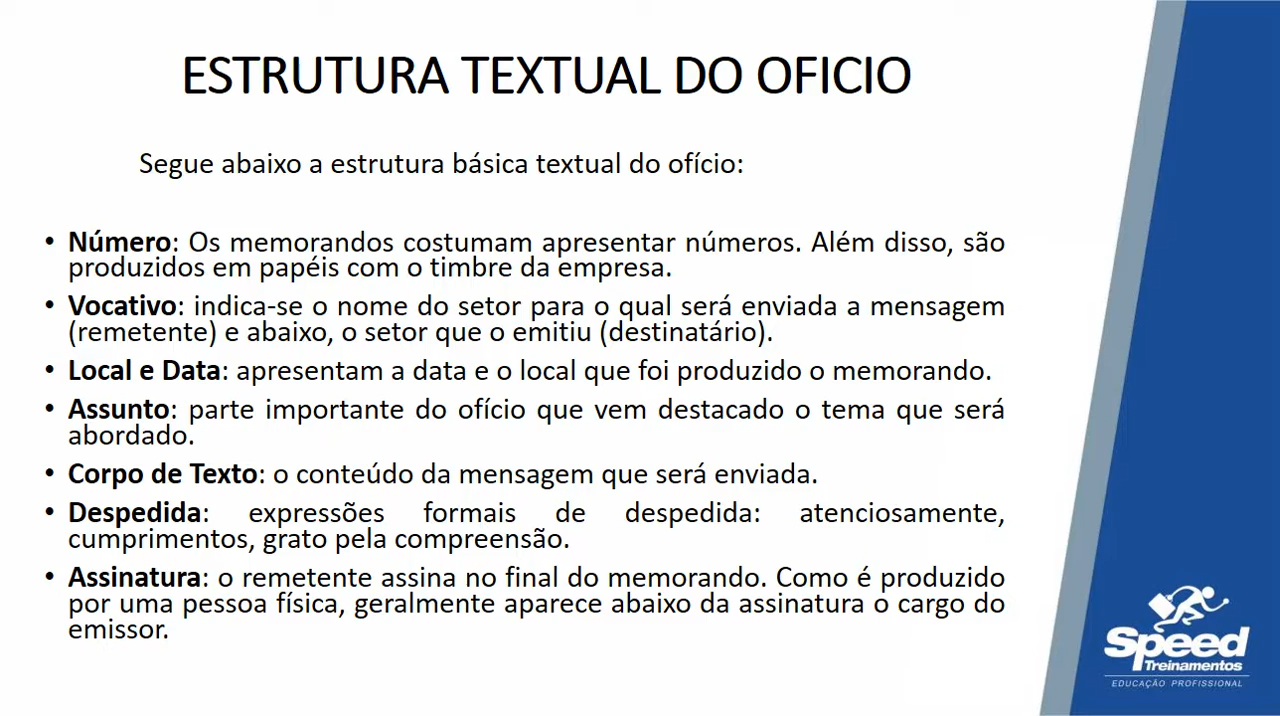 ESTRUTURA TEXTUAL DO OFICIO
Segue abaixo a estrutura básica textual do ofício:
• Número: Os memorandos costumam apresentar números. Além disso, são
produzidos em papéis com o timbre da empresa.
• Vocativo: indica-se o nome do setor para o qual será enviada a mensagem
(remetente) e abaixo, o setor que o emitiu (destinatário).
• Local e Data: apresentam a data e o local que foi produzido o memorando.
• Assunto: parte importante do ofício que vem destacado o tema que será
abordado.
• Corpo de Texto: o conteúdo da mensagem que será enviada.
• Despedida: expressões formais de despedida: atenciosamente,
cumprimentos, grato pela compreensão.
• Assinatura: o remetente assina no final do memorando. Como é produzido
por uma pessoa física, geralmente aparece abaixo da assinatura o cargo do
emissor.
Speed
Treinamentos
EDUCAÇÃO PROFISSIONAL